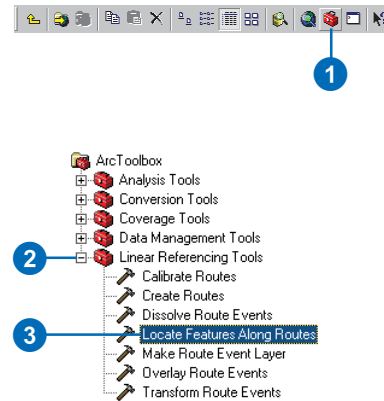 1
ArcToolbox
Analysis Tools
Conversion Tools
Coverage Tools
Data Management Tools
2 Linear Referencing Tools
Calibrate Routes
Create Routes
Dissolve Route Events
3 Locate Features Along Routes
Make Route Event Layer
Overlay Route Events
Transform Route Events